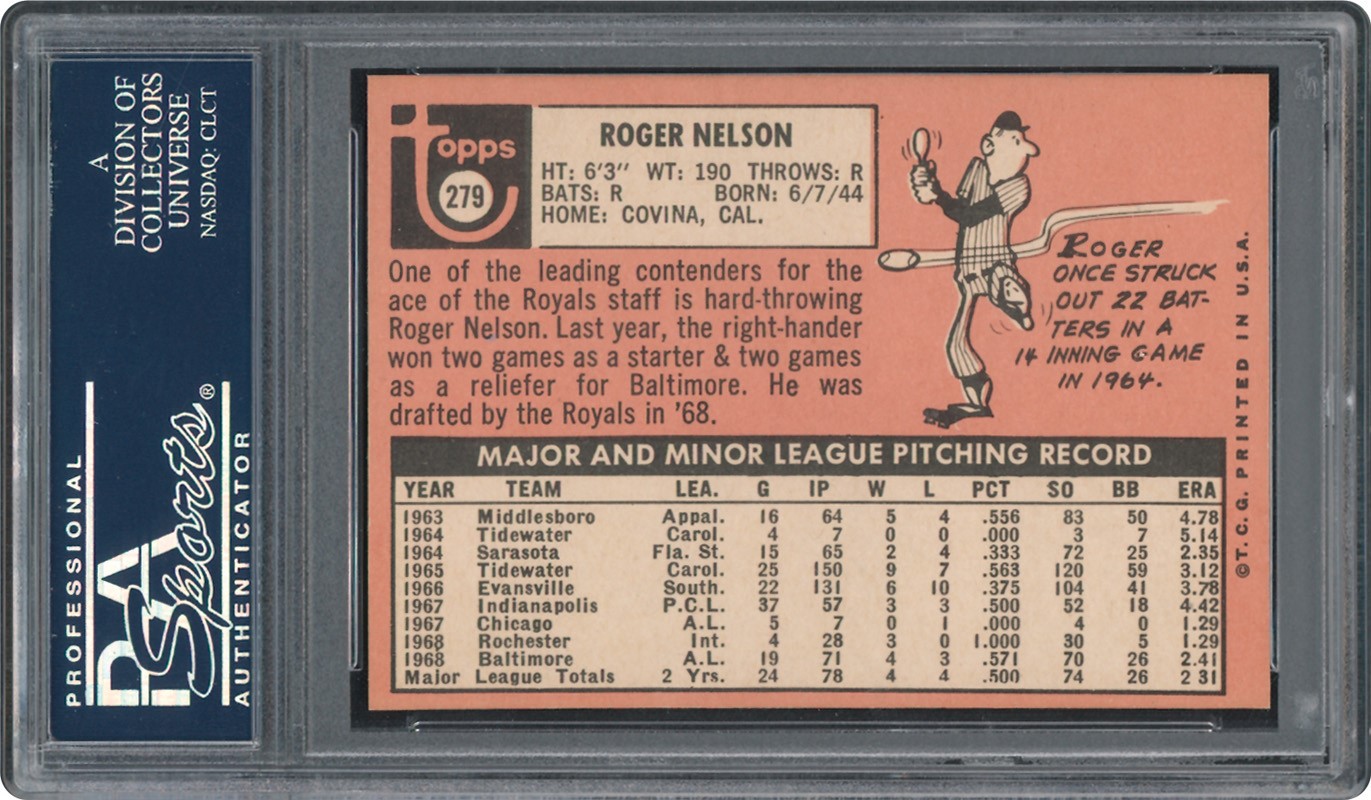 A
DIVISION OF
COLLECTORS
UNIVERSE
NASDAQ: CLCT
PROFESSIONAL
PSA
Sports®
AUTHENTICATOR
topps
279
ROGER NELSON
HT: 6'3" WT: 190 THROWS: R
BATS: R BORN: 6/7/44
HOME: COVINA, CAL.
One of the leading contenders for the
ace of the Royals staff is hard-throwing
Roger Nelson. Last year, the right-hander
won two games as a starter & two games
as a reliefer for Baltimore. He was
drafted by the Royals in '68.
ROGER
ONCE STRUCK
OUT 22 BAT-
TERS IN A
14 INNING GAME
IN 1964.
MAJOR AND MINOR LEAGUE PITCHING RECORD
YEAR TEAM LEA. G IP W L PCT SO BB ERA
1963 Middlesboro Appal. 16 64 5 4 .556 83 50 4.78
1964 Tidewater Carol. 4 7 0 0 .000 3 7 5.14
1964 Sarasota Fla. St. 15 65 2 4 .333 72 25 2.35
1965 Tidewater Carol. 25 150 9 7 .563 120 59 3.12
1966 Evansville South. 22 131 6 10 .375 104 41 3.78
1967 Indianapolis P.C.L. 37 57 3 3 .500 52 18 4.42
1967 Chicago A.L. 5 7 0 1 .000 4 0 1.29
1968 Rochester Int. 4 28 3 0 1.000 30 5 1.29
1968 Baltimore A.L. 19 71 4 3 .571 70 26 2.41
Major League Totals 2 Yrs. 24 78 4 4 .500 74 26 2 31
©T.C.G. PRINTED IN U.S.A.